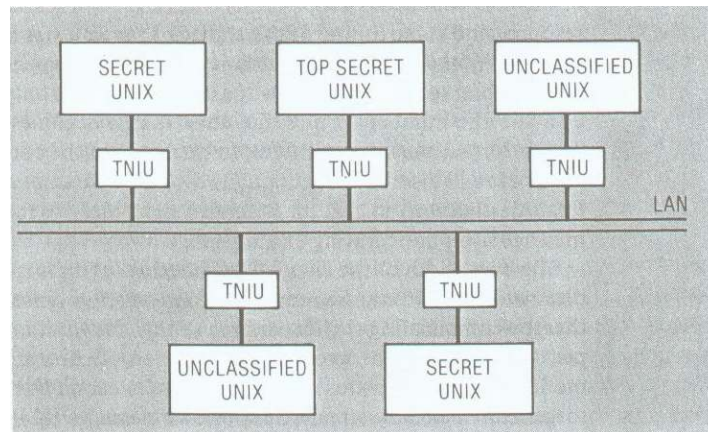 SECRET
UNIX
TOP SECRET
UNIX
UNCLASSIFIED
UNIX
TNIU
TNIU
TNIU
LAN
TNIU
TNIU
UNCLASSIFIED
UNIX
SECRET
UNIX